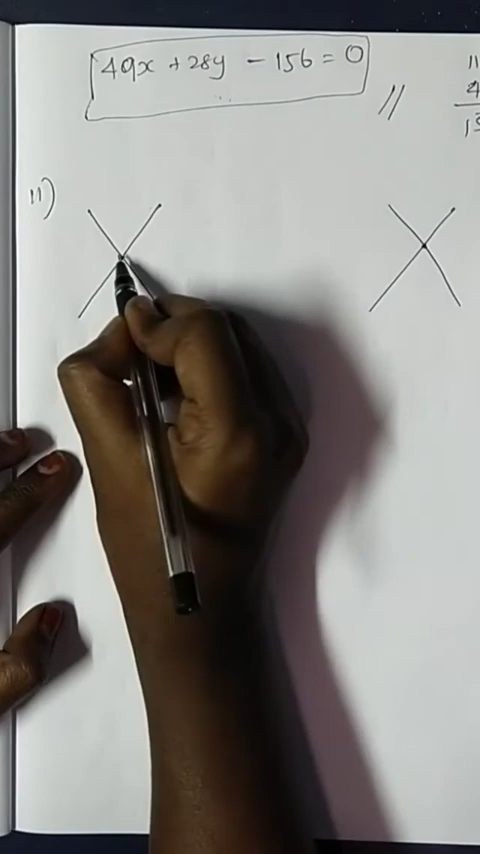 49x + 28y - 156 = 0
11)